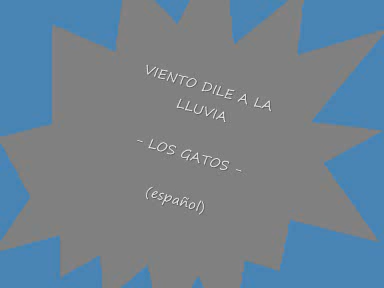 VIENTO DILE A LA
LLUVIA
- LOS GATOS -
(español)